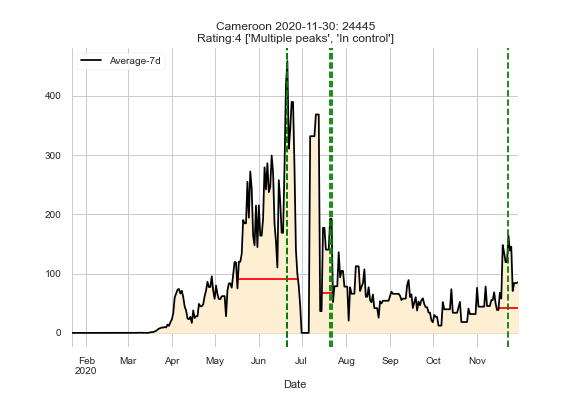 Cameroon 2020-11-30: 24445
Rating:4 ['Multiple peaks', 'In control']
Average-7d
400
300
200
100
0
Feb Mar Apr May Jun Jul Aug Sep Oct Nov
2020
Date